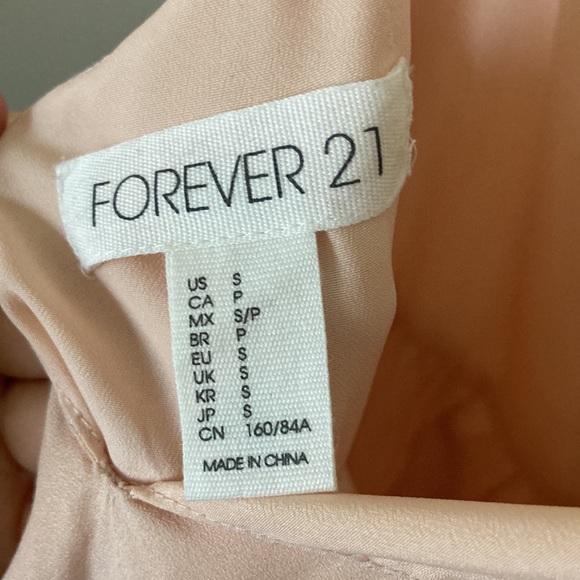 FOREVER 21
US S
CA P
MX S/P
BR P
EU S
UK S
KR S
JP S
CN 160/84A
MADE IN CHINA